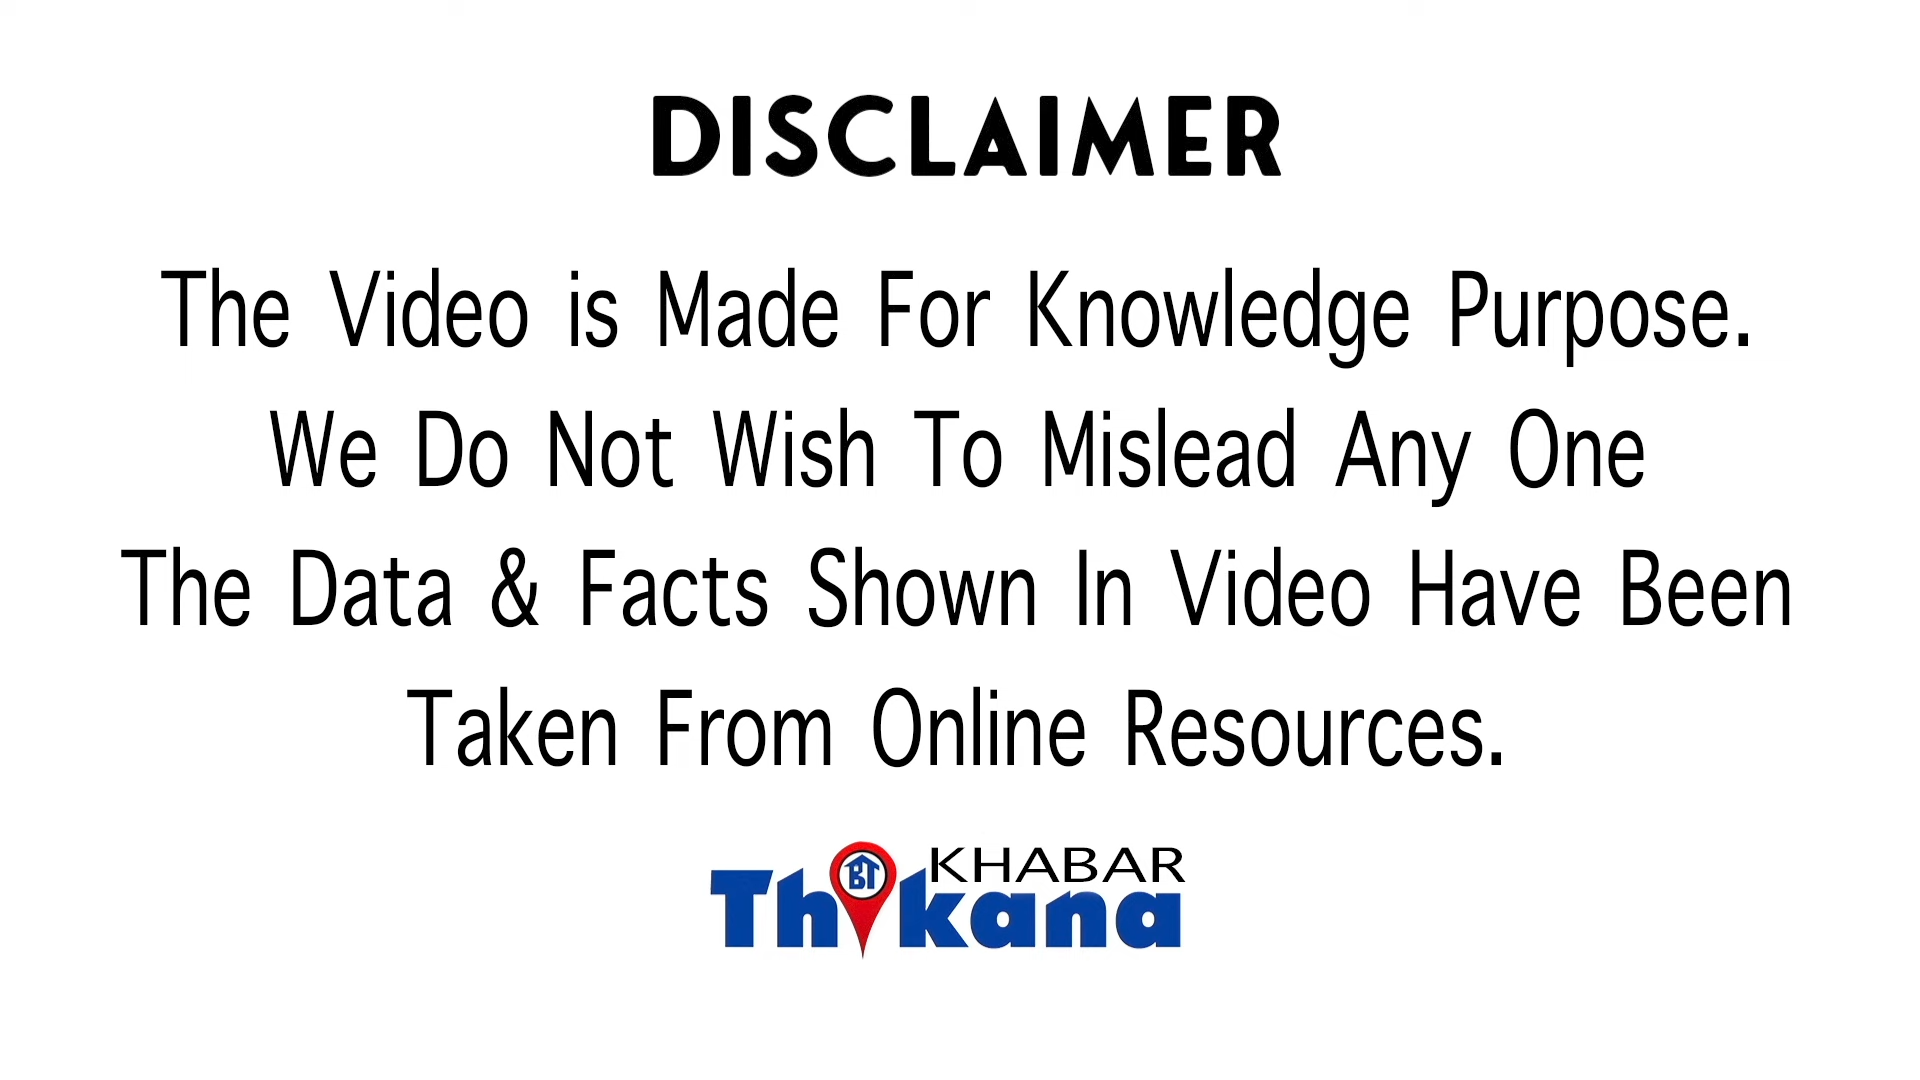 DISCLAIMER
The Video is Made For Knowledge Purpose.
We Do Not Wish To Mislead Any One
The Data & Facts Shown In Video Have Been
Taken From Online Resources.
KHABAR
BT
Thikana